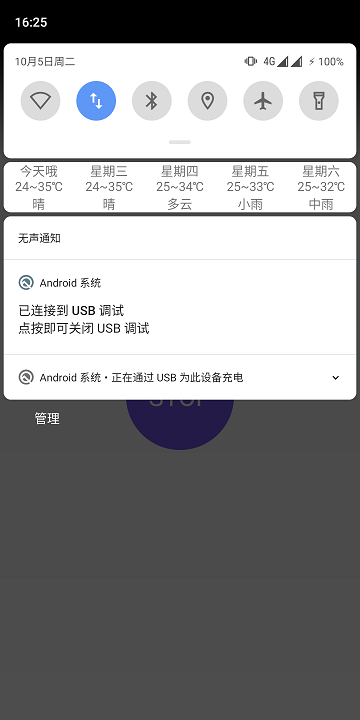 16:25
10月5日周二
4G
100%
今天哦 星期三 星期四 星期五 星期六
24~35℃ 24~35℃ 25~34℃ 25~33℃ 25~32℃
晴 晴 多云 小雨 中雨
无声通知
Android 系统
已连接到 USB 调试
点按即可关闭 USB 调试
Android 系统 • 正在通过 USB 为此设备充电
STOP
管理